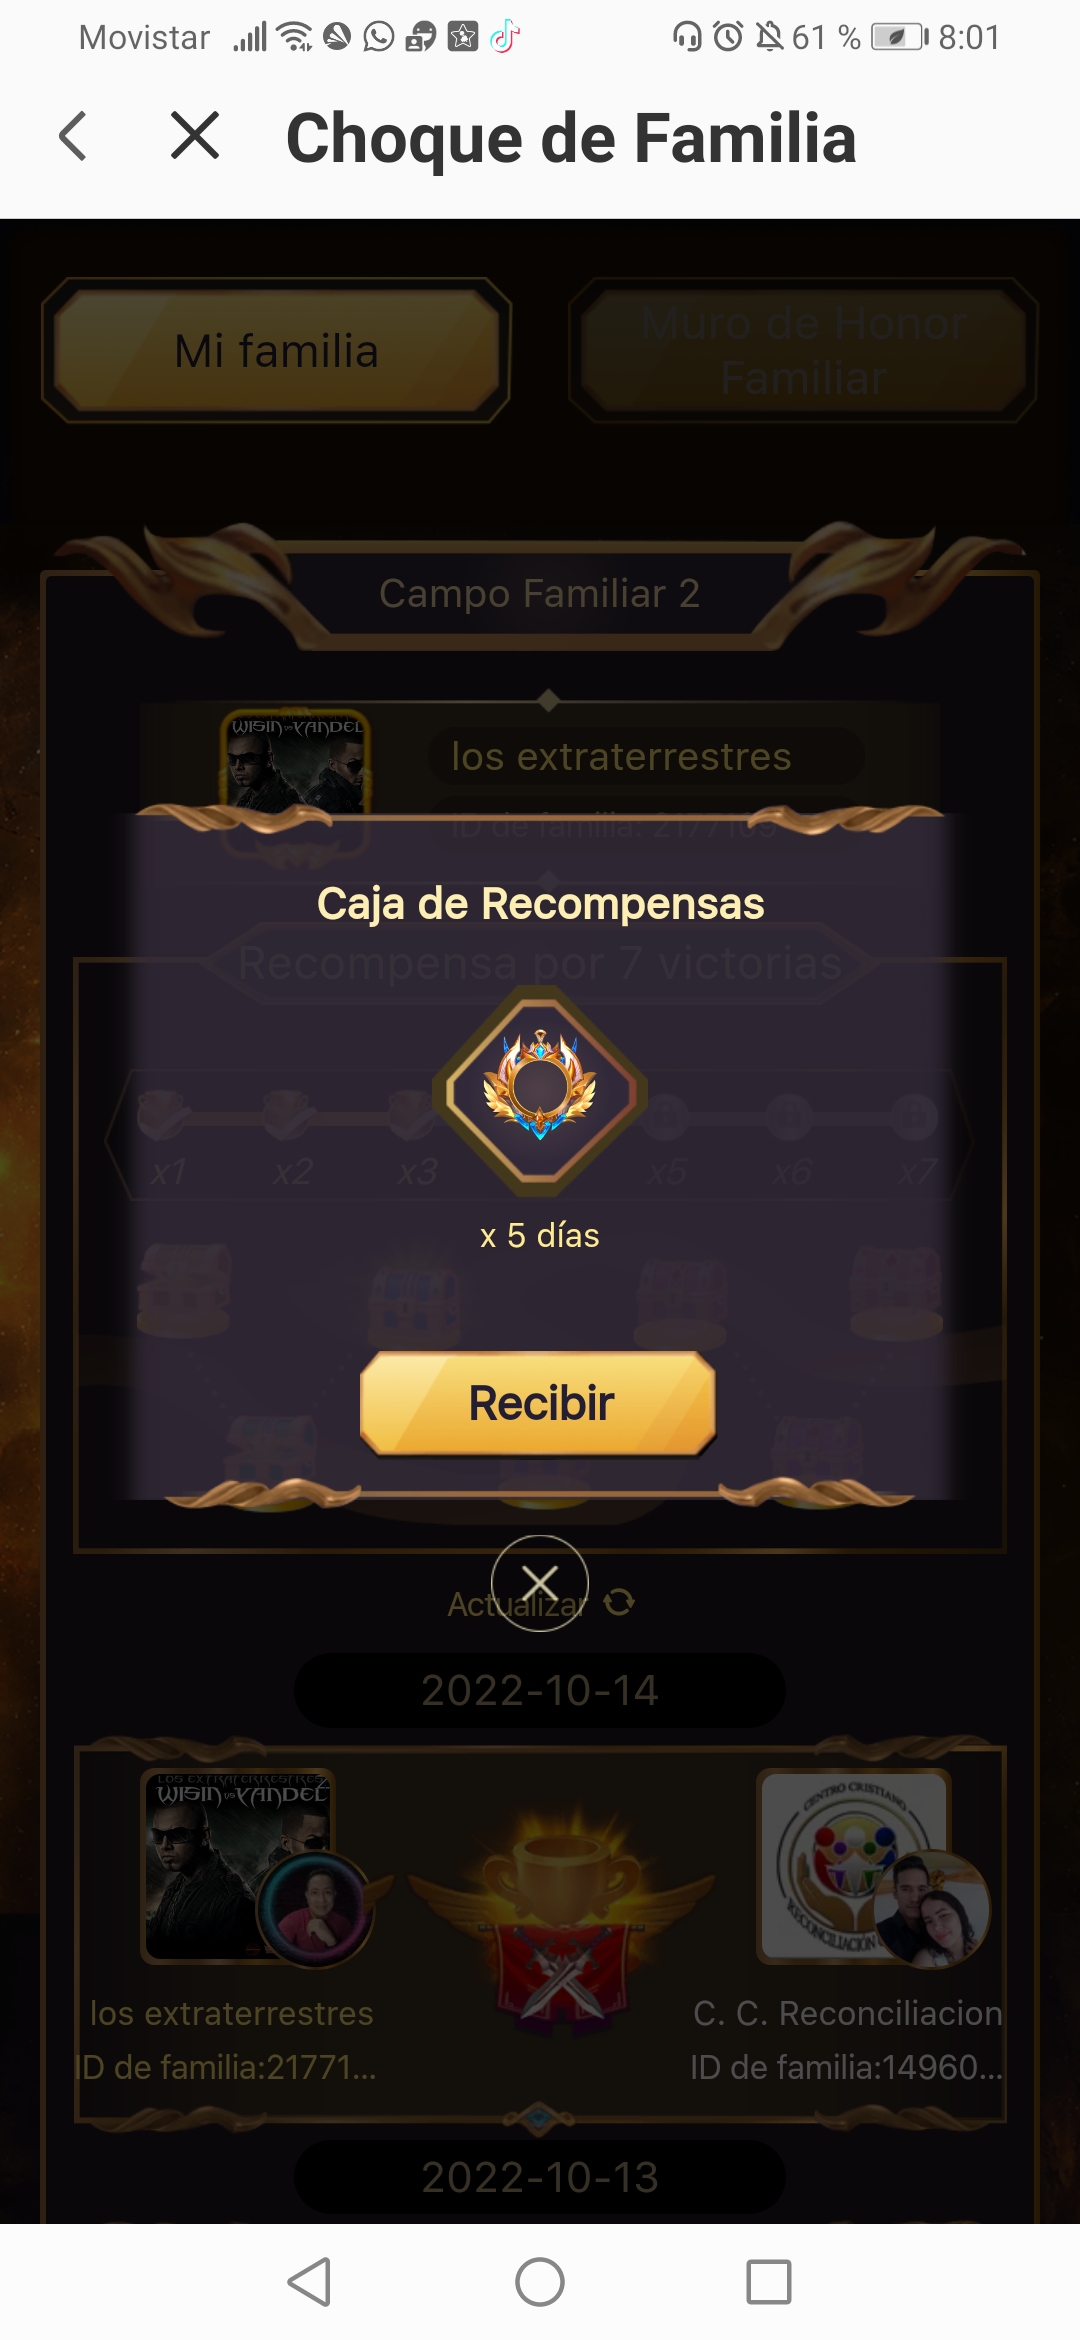 Movistar 61 % 8:01
Choque de Familia
Mi familia
Muro de Honor
Familiar
Campo Familiar 2
WISIN vs YANDEL
los extraterrestres
ID de familia: 2177109
Caja de Recompensas
Recompensa por 7 victorias
x1 x2 x3 x5 x6 x7
x 5 días
Recibir
Actualizar
2022-10-14
LOS EXTRATERRESTRES
WISIN vs YANDEL
CENTRO CRISTIANO
RECONCILIACIÓN
los extraterrestres
C. C. Reconciliacion
ID de familia:21771...
ID de familia:14960...
2022-10-13